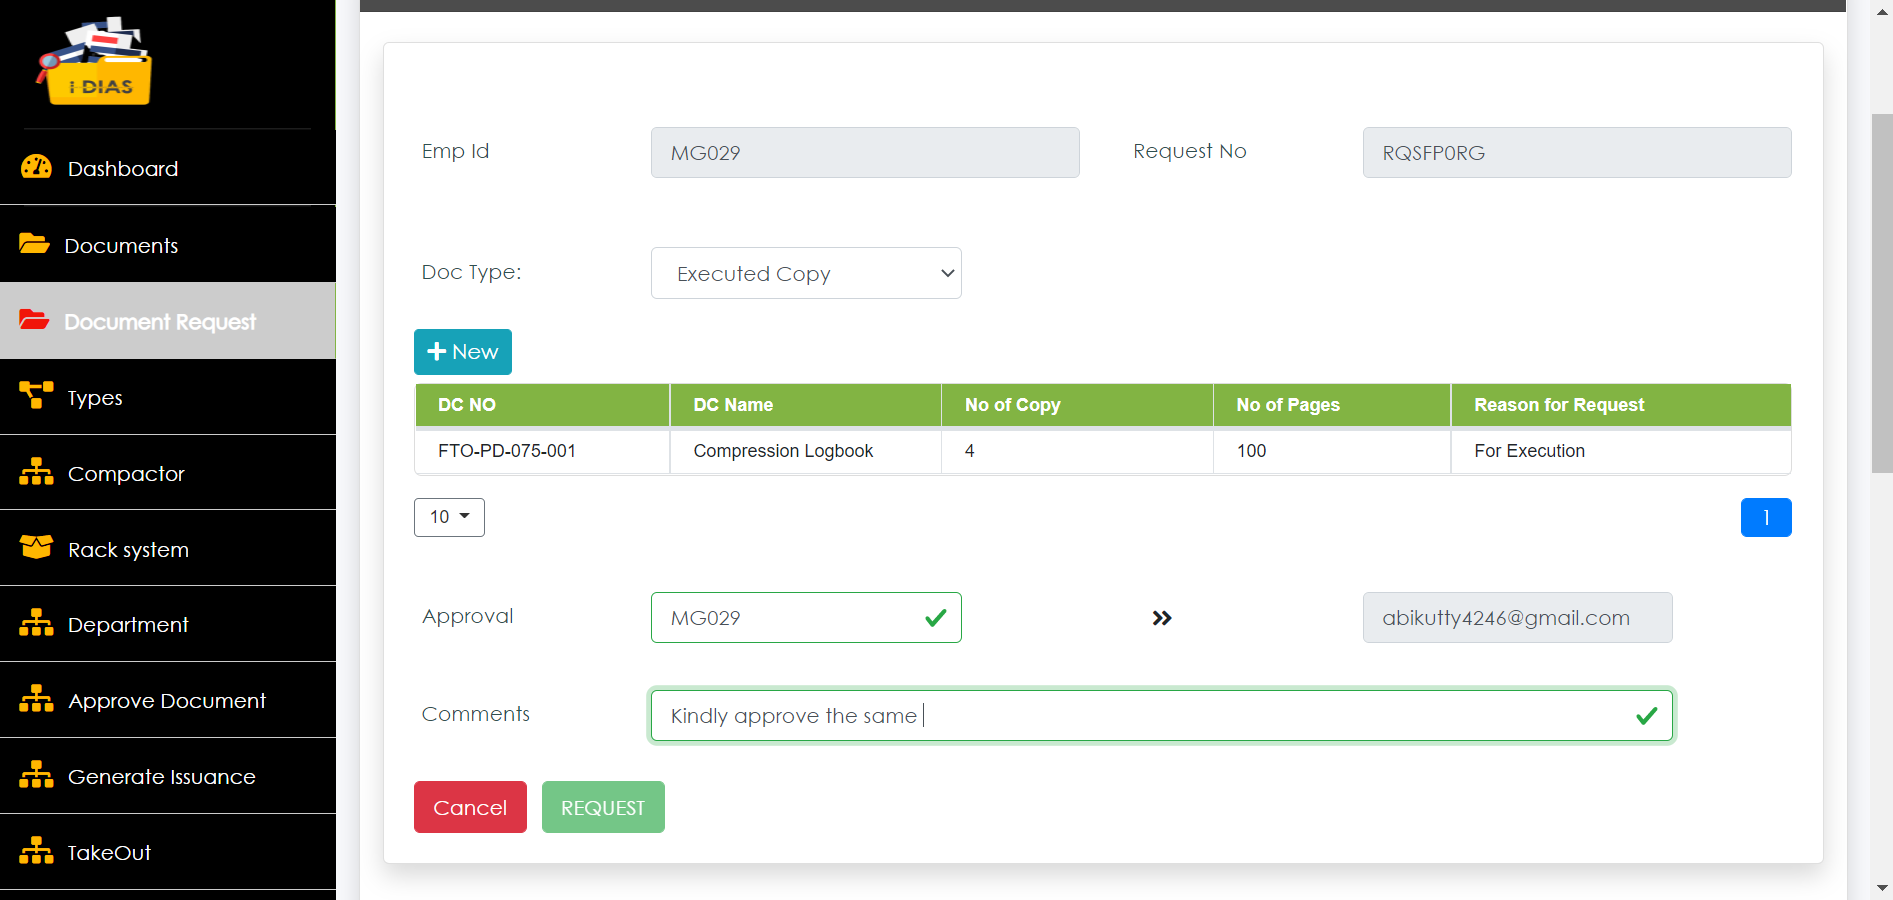 i-DIAS
Dashboard
Documents
Document Request
Types
Compactor
Rack system
Department
Approve Document
Generate Issuance
TakeOut
Emp Id MG029 Request No RQSFP0RG
Doc Type: Executed Copy
New
DC NO DC Name No of Copy No of Pages Reason for Request
FTO-PD-075-001 Compression Logbook 4 100 For Execution
10 1
Approval MG029 abikutty4246@gmail.com
Comments Kindly approve the same
Cancel REQUEST